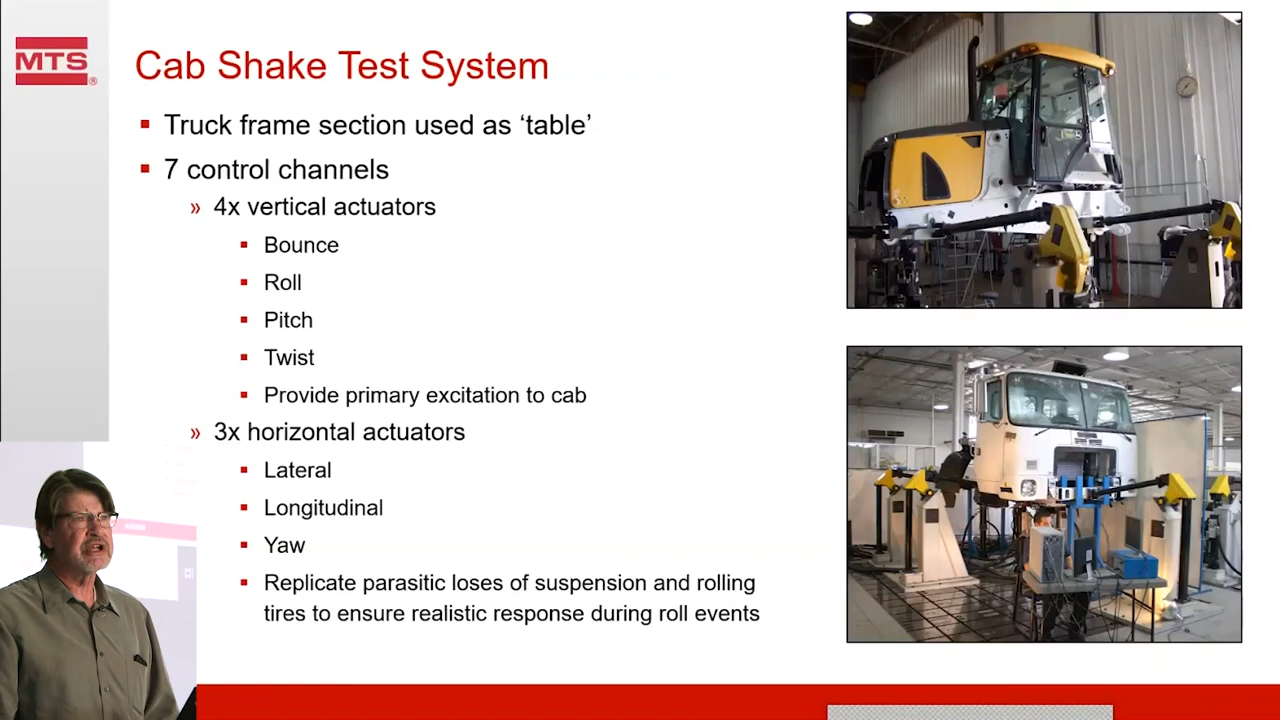 MTS®
Cab Shake Test System
Truck frame section used as ‘table’
7 control channels
» 4x vertical actuators
Bounce
Roll
Pitch
Twist
Provide primary excitation to cab
» 3x horizontal actuators
Lateral
Longitudinal
Yaw
Replicate parasitic loses of suspension and rolling
tires to ensure realistic response during roll events